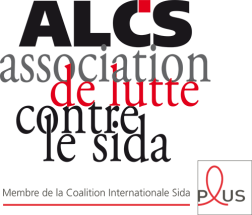 ALCS
association
de lutte
contre
le sida
Membre de la Coalition Internationale Sida
PLUS